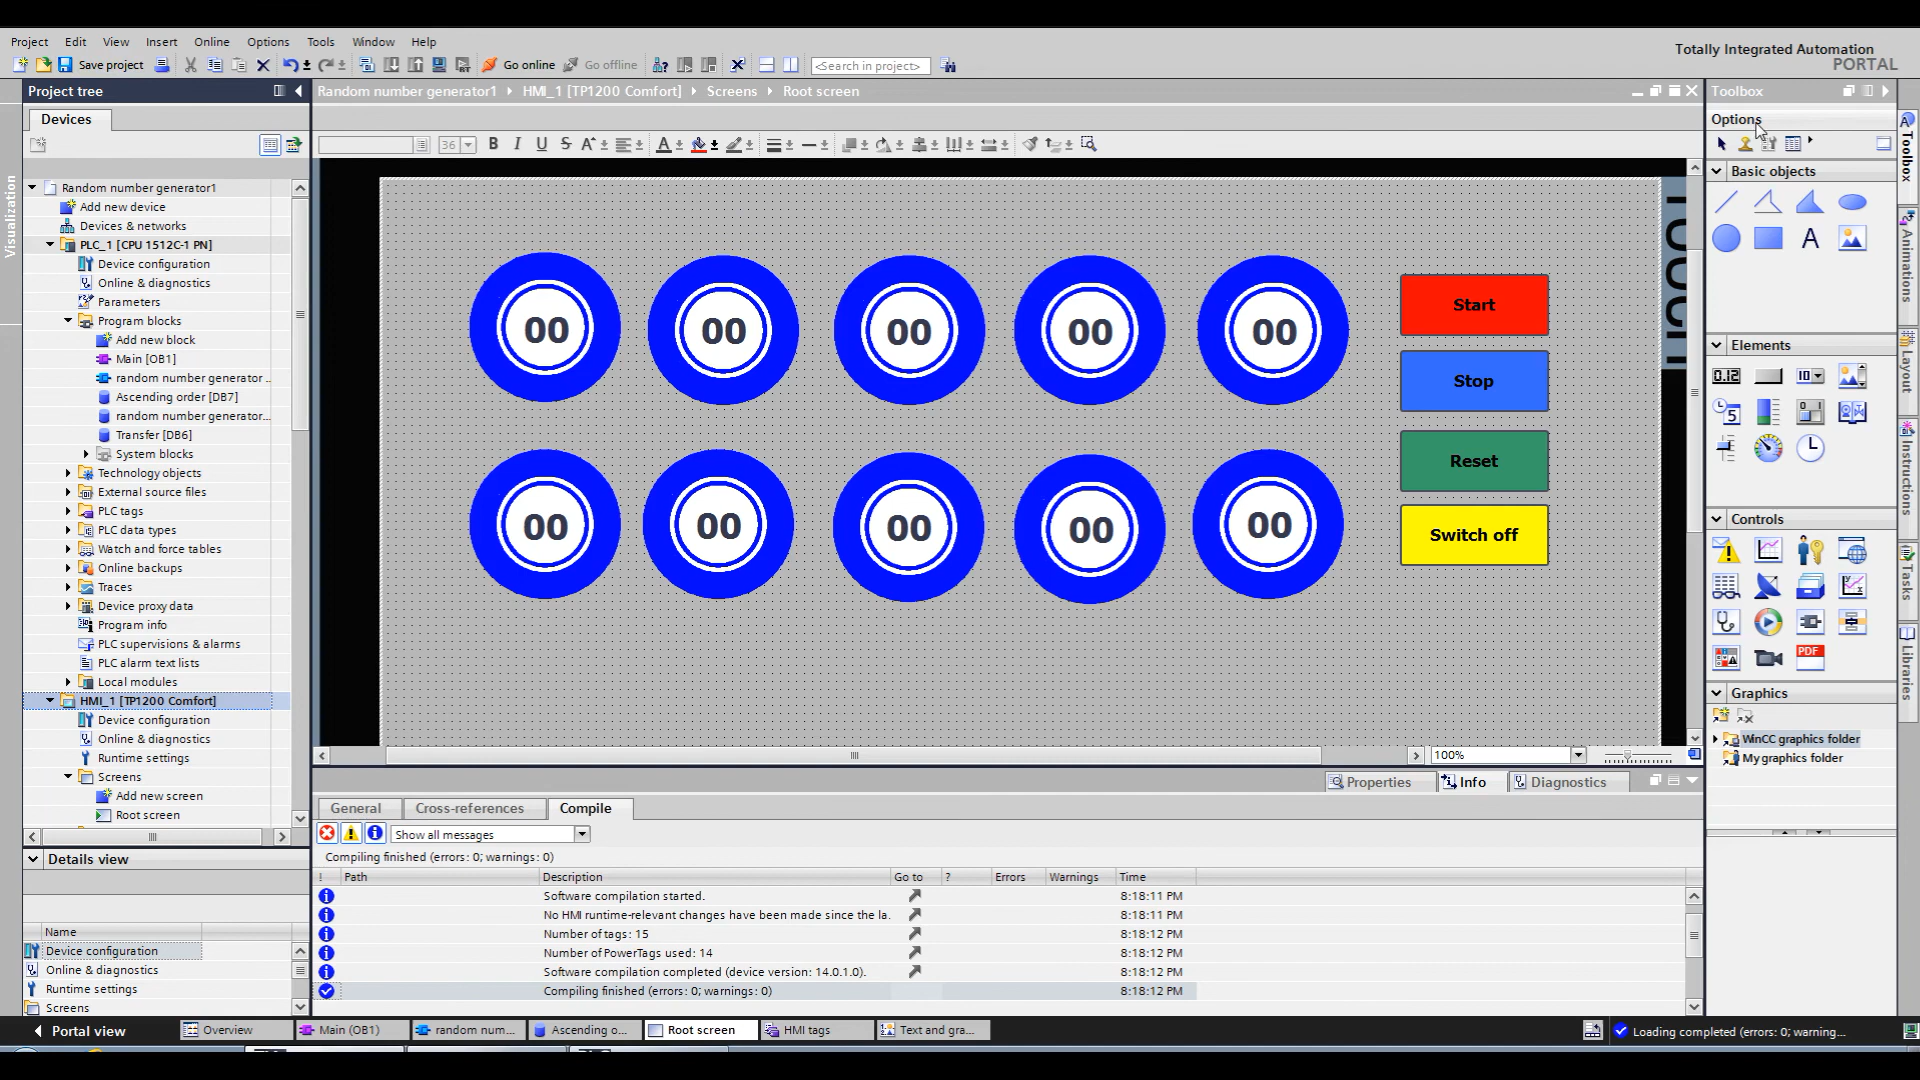 Project Edit View Insert Online Options Tools Window Help
Totally Integrated Automation
PORTAL
Save project
Go online
Go offline
<Search in project>
Project tree
Random number generator1 HMI_1 [TP1200 Comfort] Screens Root screen
Toolbox
Devices
Options
36
B I U S A
Visualization
Random number generator1
Add new device
Devices & networks
PLC_1 [CPU 1512C-1 PN]
Device configuration
Online & diagnostics
Parameters
Program blocks
Add new block
Main [OB1]
random number generator ..
Ascending order [DB7]
random number generator...
Transfer [DB6]
System blocks
Technology objects
External source files
PLC tags
PLC data types
Watch and force tables
Online backups
Traces
Device proxy data
Program info
PLC supervisions & alarms
PLC alarm text lists
Local modules
HMI_1 [TP1200 Comfort]
Device configuration
Online & diagnostics
Runtime settings
Screens
Add new screen
Root screen
00 00 00 00 00
00 00 00 00 00
Start
Stop
Reset
Switch off
Basic objects
Elements
Controls
Graphics
WinCC graphics folder
My graphics folder
Toolbox
Animations
Layout
Instructions
Tasks
Libraries
100%
Properties
Info
Diagnostics
General
Cross-references
Compile
Show all messages
Compiling finished (errors: 0; warnings: 0)
! Path Description Go to ? Errors Warnings Time
Software compilation started. 8:18:11 PM
No HMI runtime-relevant changes have been made since the la. 8:18:11 PM
Number of tags: 15 8:18:12 PM
Number of PowerTags used: 14 8:18:12 PM
Software compilation completed (device version: 14.0.1.0). 8:18:12 PM
Compiling finished (errors: 0; warnings: 0) 8:18:12 PM
Details view
Name
Device configuration
Online & diagnostics
Runtime settings
Screens
Portal view
Overview
Main (OB1)
random num...
Ascending o...
Root screen
HMI tags
Text and gra...
Loading completed (errors: 0; warning...